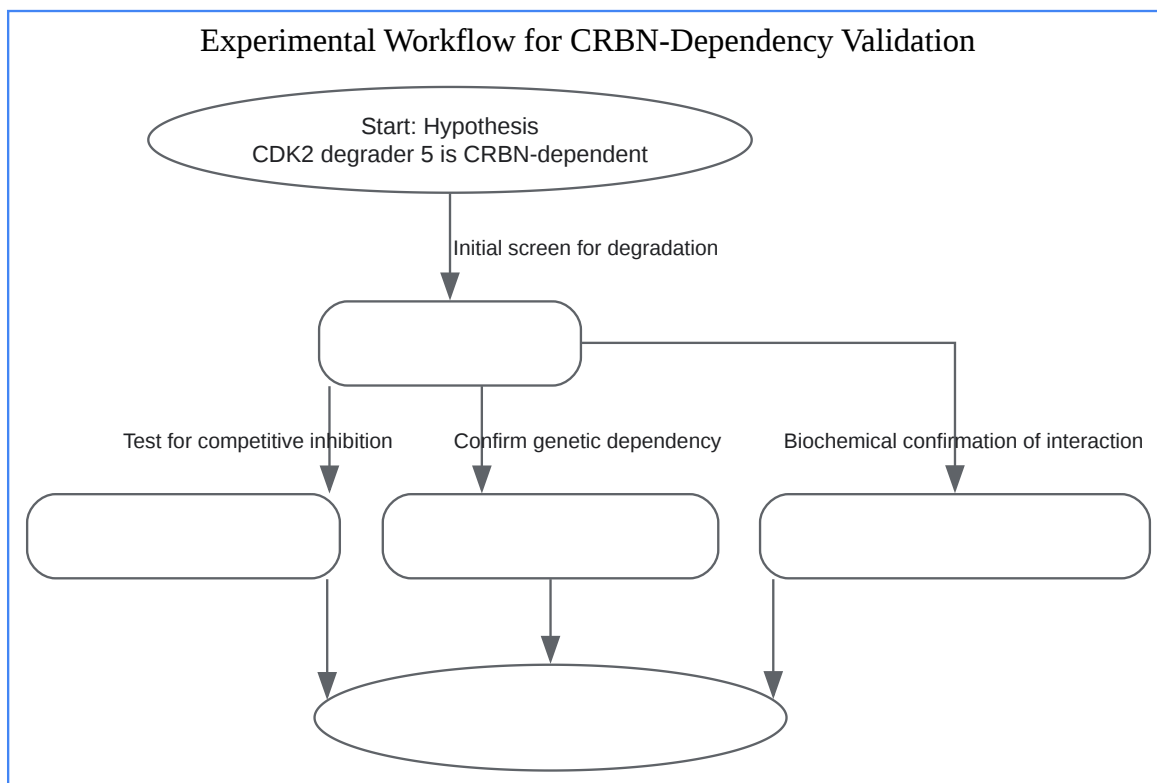 Experimental Workflow for CRBN-Dependency Validation
Start: Hypothesis
CDK2 degrader 5 is CRBN-dependent
Initial screen for degradation
Test for competitive inhibition
Confirm genetic dependency
Biochemical confirmation of interaction